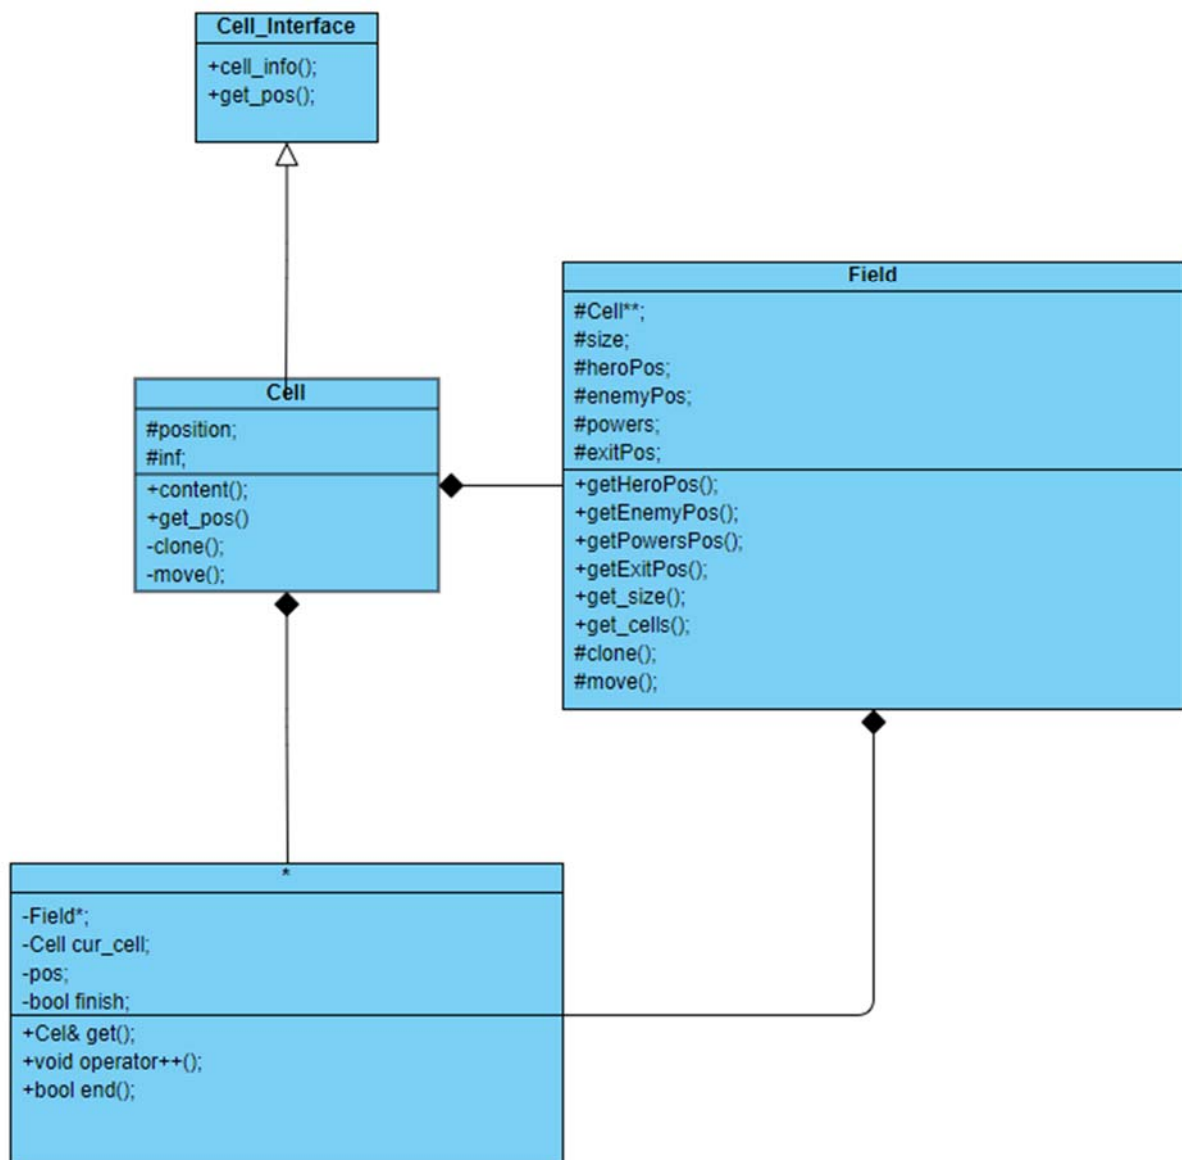 Cell_Interface
+cell_info();
+get_pos();
Field
#Cell**;
#size;
#heroPos;
#enemyPos;
#powers;
#exitPos;
+getHeroPos();
+getEnemyPos();
+getPowersPos();
+getExitPos();
+get_size();
+get_cells();
#clone();
#move();
Cell
#position;
#inf;
+content();
+get_pos()
-clone();
-move();
*
-Field*;
-Cell cur_cell;
-pos;
-bool finish;
+Cel& get();
+void operator++();
+bool end();